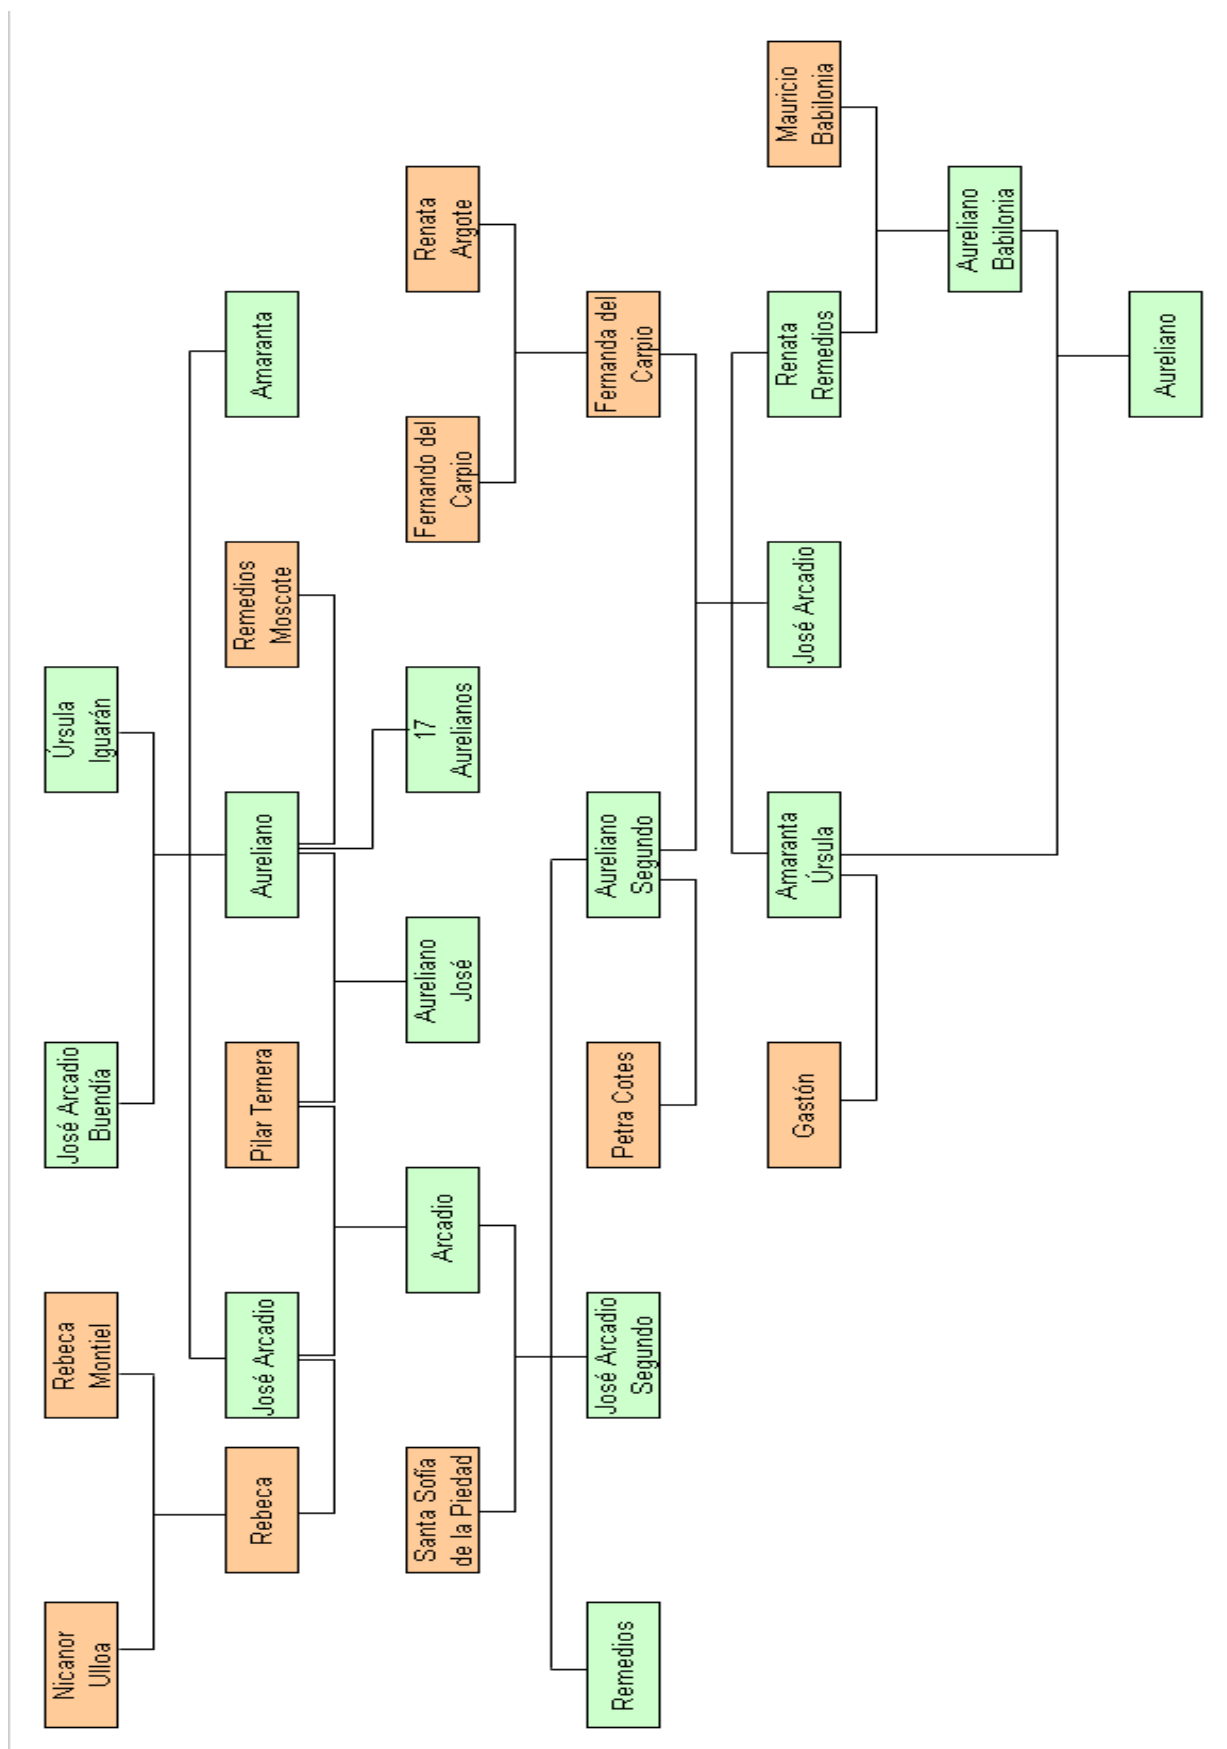 Nicanor
Ulloa
Rebeca
Montiel
José Arcadio
Buendía
Úrsula
Iguarán
Rebeca
José Arcadio
Pilar Ternera
Aureliano
Remedios
Moscote
Amaranta
Santa Sofía
de la Piedad
Arcadio
Aureliano
José
17
Aurelianos
Fernando del
Carpio
Renata
Argote
Remedios
José Arcadio
Segundo
Petra Cotes
Aureliano
Segundo
Fernanda del
Carpio
Gastón
Amaranta
Úrsula
José Arcadio
Renata
Remedios
Mauricio
Babilonia
Aureliano
Babilonia
Aureliano